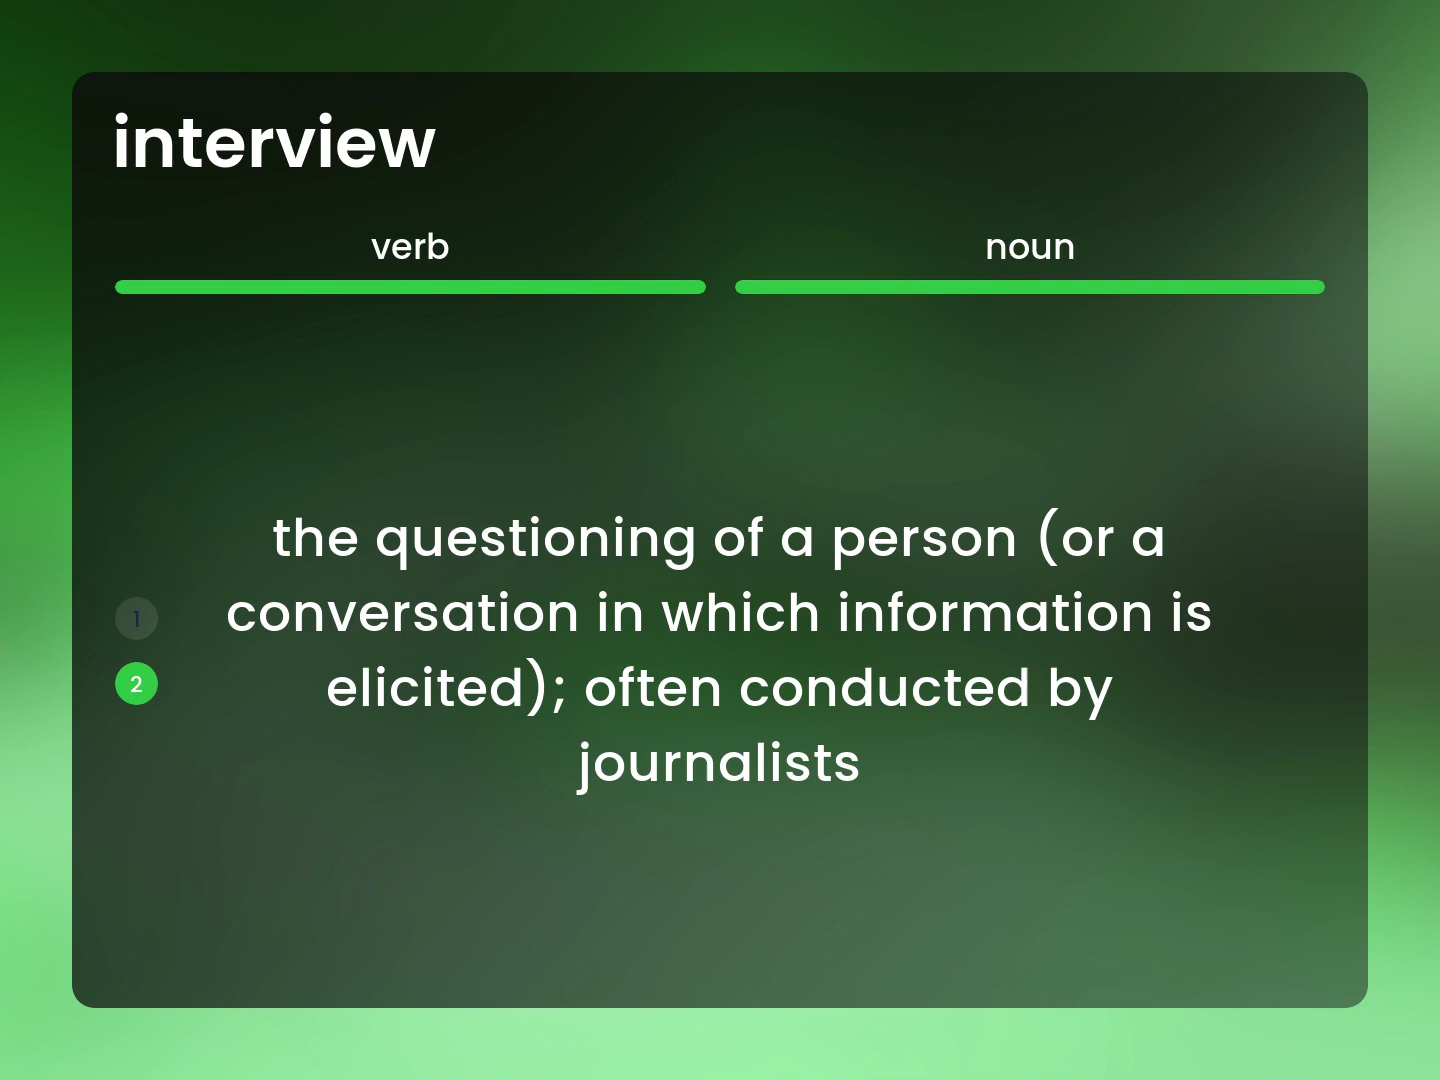 interview
verb
noun
the questioning of a person (or a
conversation in which information is
elicited); often conducted by
journalists
1
2